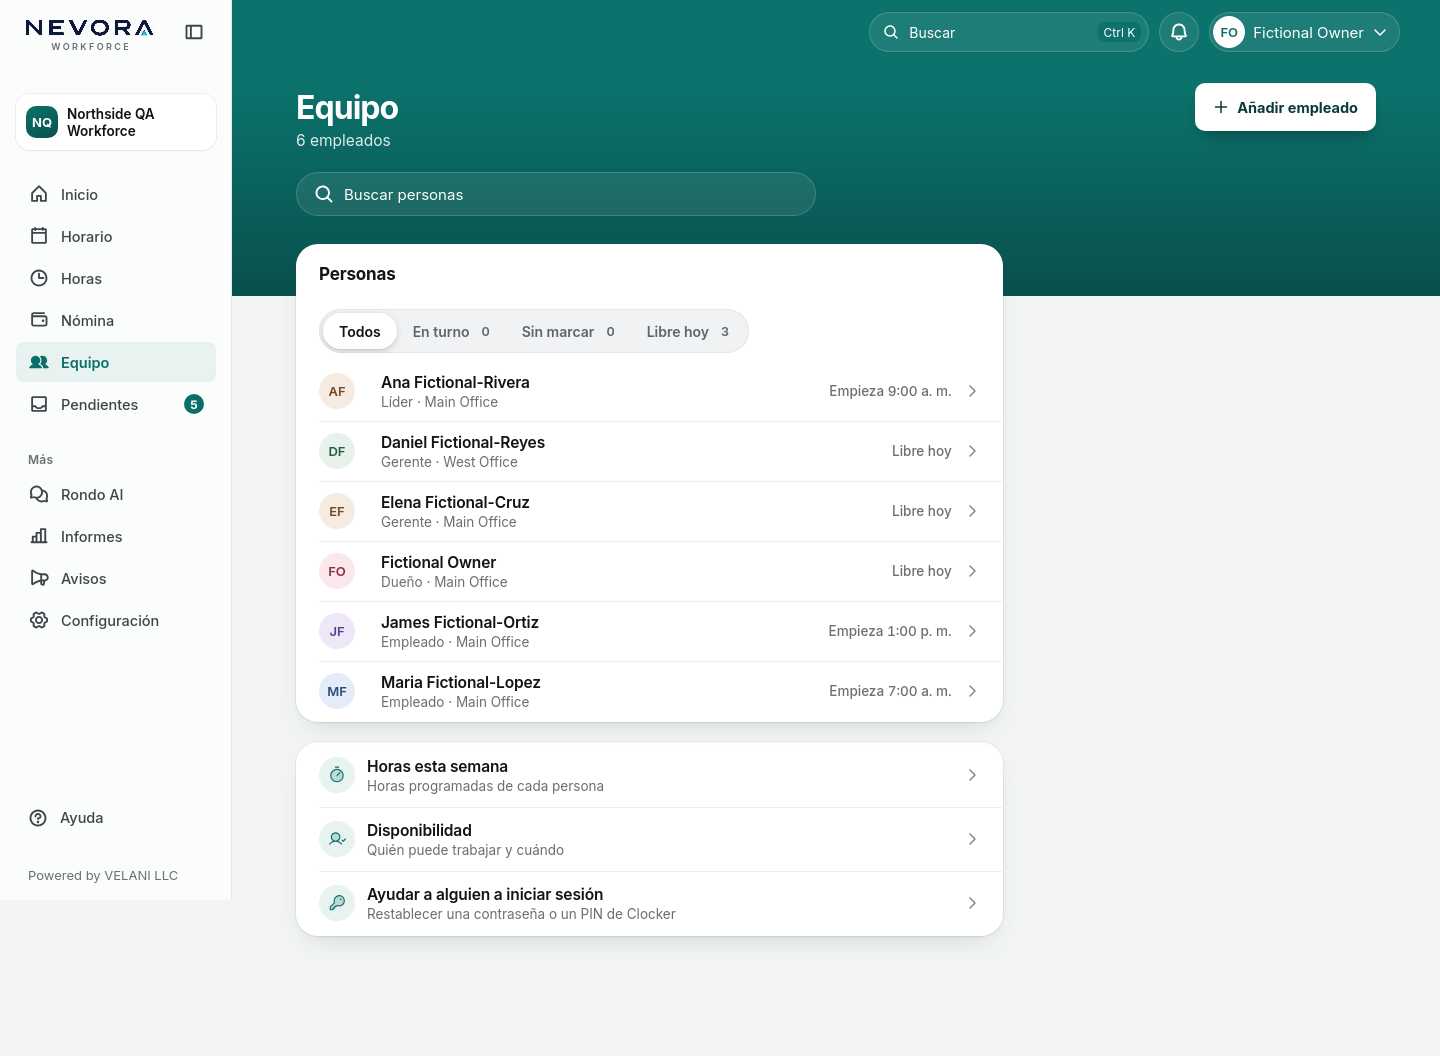 NEVORA
WORKFORCE
Buscar
Ctrl K
FO
Fictional Owner
NQ
Northside QA
Workforce
Equipo
6 empleados
Añadir empleado
Buscar personas
Inicio
Horario
Horas
Nómina
Equipo
Pendientes 5
Más
Rondo AI
Informes
Avisos
Configuración
Ayuda
Powered by VELANI LLC
Personas
Todos En turno 0 Sin marcar 0 Libre hoy 3
AF
Ana Fictional-Rivera
Líder · Main Office
Empieza 9:00 a. m.
DF
Daniel Fictional-Reyes
Gerente · West Office
Libre hoy
EF
Elena Fictional-Cruz
Gerente · Main Office
Libre hoy
FO
Fictional Owner
Dueño · Main Office
Libre hoy
JF
James Fictional-Ortiz
Empleado · Main Office
Empieza 1:00 p. m.
MF
Maria Fictional-Lopez
Empleado · Main Office
Empieza 7:00 a. m.
Horas esta semana
Horas programadas de cada persona
Disponibilidad
Quién puede trabajar y cuándo
Ayudar a alguien a iniciar sesión
Restablecer una contraseña o un PIN de Clocker